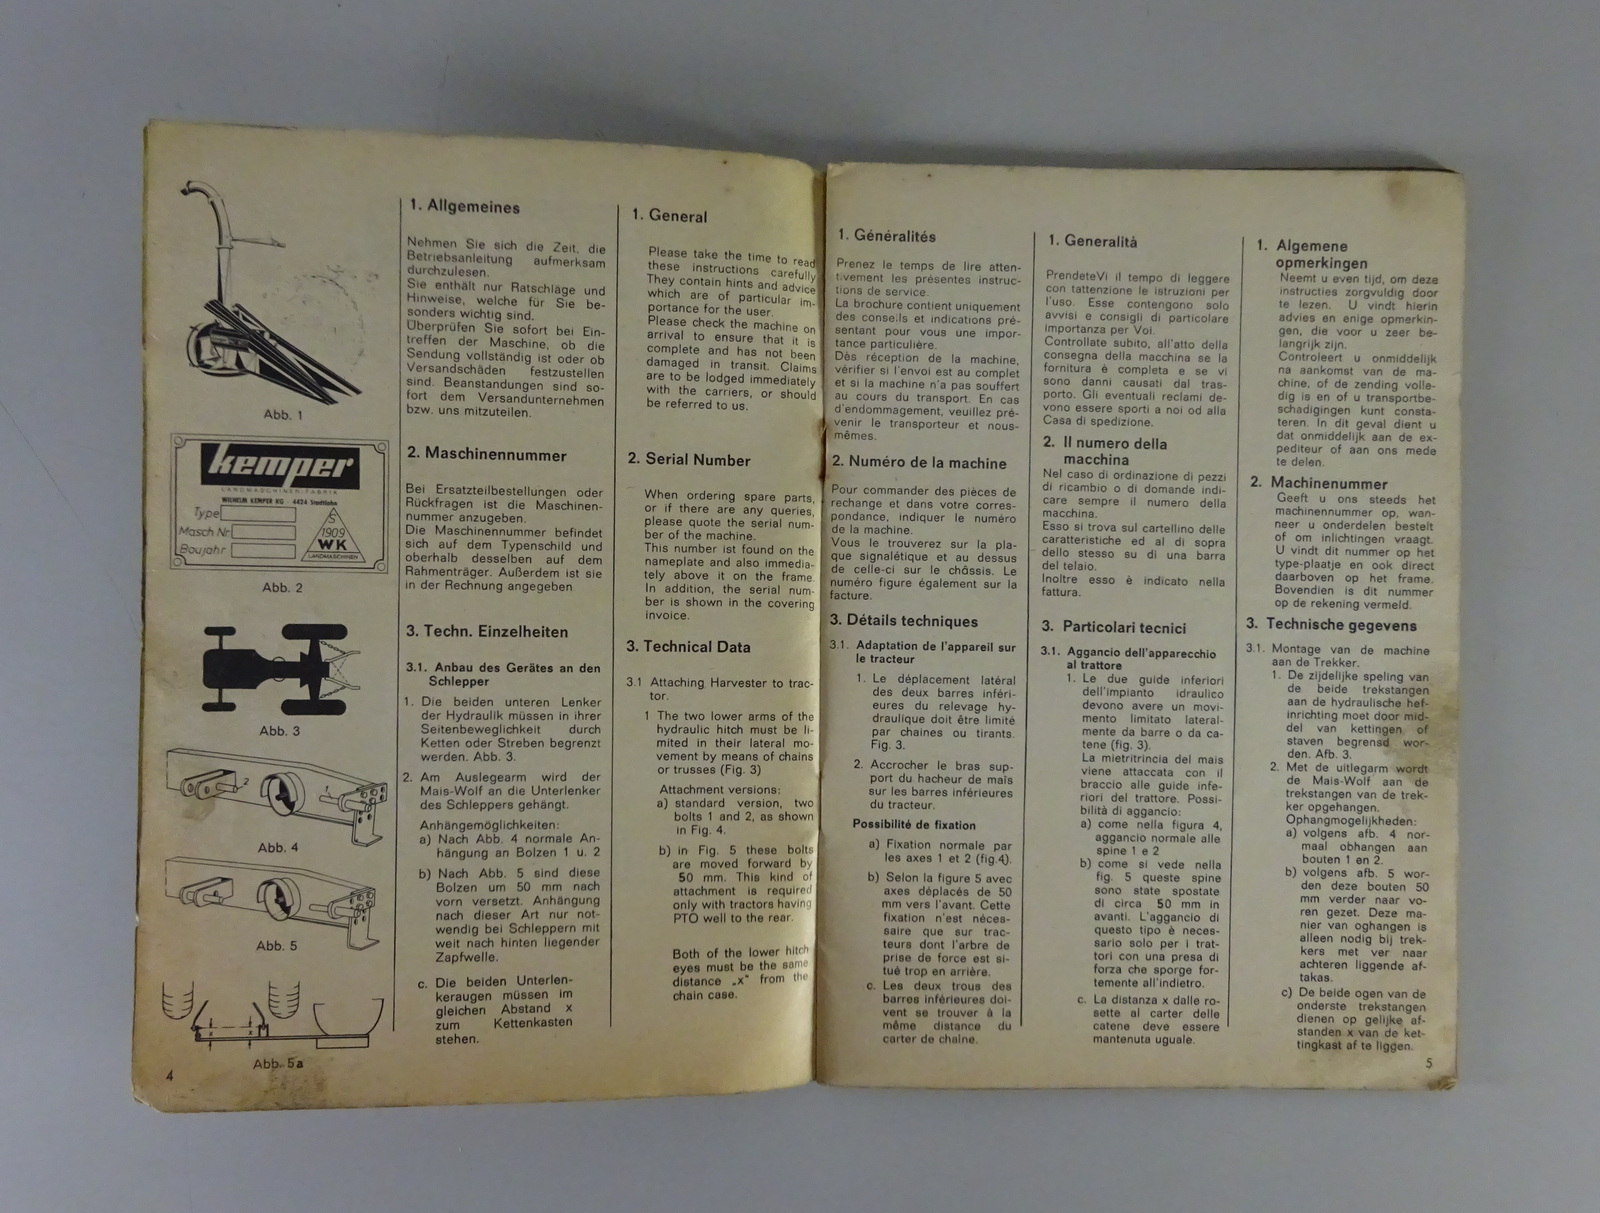 Abb. 1
kemper
LANDMASCHINEN-FABRIK
WILHELM KEMPER KG · 4424 Stadtlohn
Type
Masch Nr
Baujahr
S
1909
WK
LANDMASCHINEN
Abb. 2
Abb. 3
2
1
Abb. 4
Abb. 5
x
x
Abb. 5a
4
1. Allgemeines
Nehmen Sie sich die Zeit, die
Betriebsanleitung aufmerksam
durchzulesen.
Sie enthält nur Ratschläge und
Hinweise, welche für Sie be-
sonders wichtig sind.
Überprüfen Sie sofort bei Ein-
treffen der Maschine, ob die
Sendung vollständig ist oder ob
Versandschäden festzustellen
sind. Beanstandungen sind so-
fort dem Versandunternehmen
bzw. uns mitzuteilen.
2. Maschinennummer
Bei Ersatzteilbestellungen oder
Rückfragen ist die Maschinen-
nummer anzugeben.
Die Maschinennummer befindet
sich auf dem Typenschild und
oberhalb desselben auf dem
Rahmenträger. Außerdem ist sie
in der Rechnung angegeben
3. Techn. Einzelheiten
3.1. Anbau des Gerätes an den
Schlepper
1. Die beiden unteren Lenker
der Hydraulik müssen in ihrer
Seitenbeweglichkeit durch
Ketten oder Streben begrenzt
werden. Abb. 3.
2. Am Auslegearm wird der
Mais-Wolf an die Unterlenker
des Schleppers gehängt.
Anhängemöglichkeiten:
a) Nach Abb. 4 normale An-
hängung an Bolzen 1 u. 2
b) Nach Abb. 5 sind diese
Bolzen um 50 mm nach
vorn versetzt. Anhängung
nach dieser Art nur not-
wendig bei Schleppern mit
weit nach hinten liegender
Zapfwelle.
c. Die beiden Unterlen-
keraugen müssen im
gleichen Abstand x
zum Kettenkasten
stehen.
1. General
Please take the time to read
these instructions carefully
They contain hints and advice
which are of particular im-
portance for the user.
Please check the machine on
arrival to ensure that it is
complete and has not been
damaged in transit. Claims
are to be lodged immediately
with the carriers, or should
be referred to us.
2. Serial Number
When ordering spare parts,
or if there are any queries,
please quote the serial num-
ber of the machine.
This number ist found on the
nameplate and also immedia-
tely above it on the frame.
In addition, the serial num-
ber is shown in the covering
invoice.
3. Technical Data
3.1 Attaching Harvester to trac-
tor.
1 The two lower arms of the
hydraulic hitch must be li-
mited in their lateral mo-
vement by means of chains
or trusses (Fig. 3)
Attachment versions:
a) standard version, two
bolts 1 and 2, as shown
in Fig. 4.
b) in Fig. 5 these bolts
are moved forward by
50 mm. This kind of
attachment is required
only with tractors having
PTO well to the rear.
Both of the lower hitch
eyes must be the same
distance „x“ from the
chain case.
1. Généralités
Prenez le temps de lire atten-
tivement les présentes instruc-
tions de service.
La brochure contient uniquement
des conseils et indications pré-
sentant pour vous une impor-
tance particulière.
Dès réception de la machine,
vérifier si l'envoi est au complet
et si la machine n'a pas souffert
au cours du transport. En cas
d'endommagement, veuillez pré-
venir le transporteur et nous-
mêmes.
2. Numéro de la machine
Pour commander des pièces de
rechange et dans votre corres-
pondance, indiquer le numéro
de la machine.
Vous le trouverez sur la pla-
que signalétique et au dessus
de celle-ci sur le châssis. Le
numéro figure également sur la
facture.
3. Détails techniques
3.1. Adaptation de l'appareil sur
le tracteur
1. Le déplacement latéral
des deux barres inféri-
eures du relevage hy-
draulique doit être limité
par chaines ou tirants.
Fig. 3.
2. Accrocher le bras sup-
port du hacheur de maïs
sur les barres inférieures
du tracteur.
Possibilité de fixation
a) Fixation normale par
les axes 1 et 2 (fig.4).
b) Selon la figure 5 avec
axes déplacés de 50
mm vers l'avant. Cette
fixation n'est néces-
saire que sur trac-
teurs dont l'arbre de
prise de force est si-
tué trop en arrière.
c. Les deux trous des
barres inférieures doi-
vent se trouver à la
même distance du
carter de chaîne.
1. Generalità
PrendeteVi il tempo di leggere
con tattenzione le istruzioni per
l'uso. Esse contengono solo
avvisi e consigli di particolare
importanza per Voi.
Controllate subito, all'atto della
consegna della macchina se la
fornitura è completa e se vi
sono danni causati dal tras-
porto. Gli eventuali reclami de-
vono essere sporti a noi od alla
Casa di spedizione.
2. Il numero della
macchina
Nel caso di ordinazione di pezzi
di ricambio o di domande indi-
care sempre il numero della
macchina.
Esso si trova sul cartellino delle
caratteristiche ed al di sopra
dello stesso su di una barra
del telaio.
Inoltre esso è indicato nella
fattura.
3. Particolari tecnici
3.1. Aggancio dell'apparecchio
al trattore
1. Le due guide inferiori
dell'impianto idraulico
devono avere un movi-
mento limitato lateral-
mente da barre o da ca-
tene (fig. 3).
La mietritrincia del mais
viene attaccata con il
braccio alle guide infe-
riori del trattore. Possi-
bilità di aggancio:
a) come nella figura 4,
aggancio normale alle
spine 1 e 2
b) come si vede nella
fig. 5 queste spine
sono state spostate
di circa 50 mm in
avanti. L'aggancio di
questo tipo è neces-
sario solo per i trat-
tori con una presa di
forza che sporge for-
temente all'indietro.
c. La distanza x dalle ro-
sette al carter delle
catene deve essere
mantenuta uguale.
1. Algemene
opmerkingen
Neemt u even tijd, om deze
instructies zorgvuldig door
te lezen. U vindt hierin
advies en enige opmerkin-
gen, die voor u zeer be-
langrijk zijn.
Controleert u onmiddelijk
na aankomst van de ma-
chine, of de zending volle-
dig is en of u transportbe-
schadigingen kunt consta-
teren. In dit geval dient u
dat onmiddelijk aan de ex-
pediteur of aan ons mede
te delen.
2. Machinenummer
Geeft u ons steeds het
machinenummer op, wan-
neer u onderdelen bestelt
of om inlichtingen vraagt.
U vindt dit nummer op het
type-plaatje en ook direct
daarboven op het frame.
Bovendien is dit nummer
op de rekening vermeld.
3. Technische gegevens
3.1. Montage van de machine
aan de Trekker.
1. De zijdelijke speling van
de beide trekstangen
aan de hydraulische hef-
inrichting moet door mid-
del van kettingen of
staven begrensd wor-
den. Afb. 3.
2. Met de uitlegarm wordt
de Mais-Wolf aan de
trekstangen van de trek-
ker opgehangen.
Ophangmogelijkheden:
a) volgens afb. 4 nor-
maal obhangen aan
bouten 1 en 2.
b) volgens afb. 5 wor-
den deze bouten 50
mm verder naar vo-
ren gezet. Deze ma-
nier van oghangen is
alleen nodig bij trek-
kers met ver naar
achteren liggende af-
takas.
c) De beide ogen van de
onderste trekstangen
dienen op gelijke af-
standen x van de ket-
tingkast af te liggen.
5